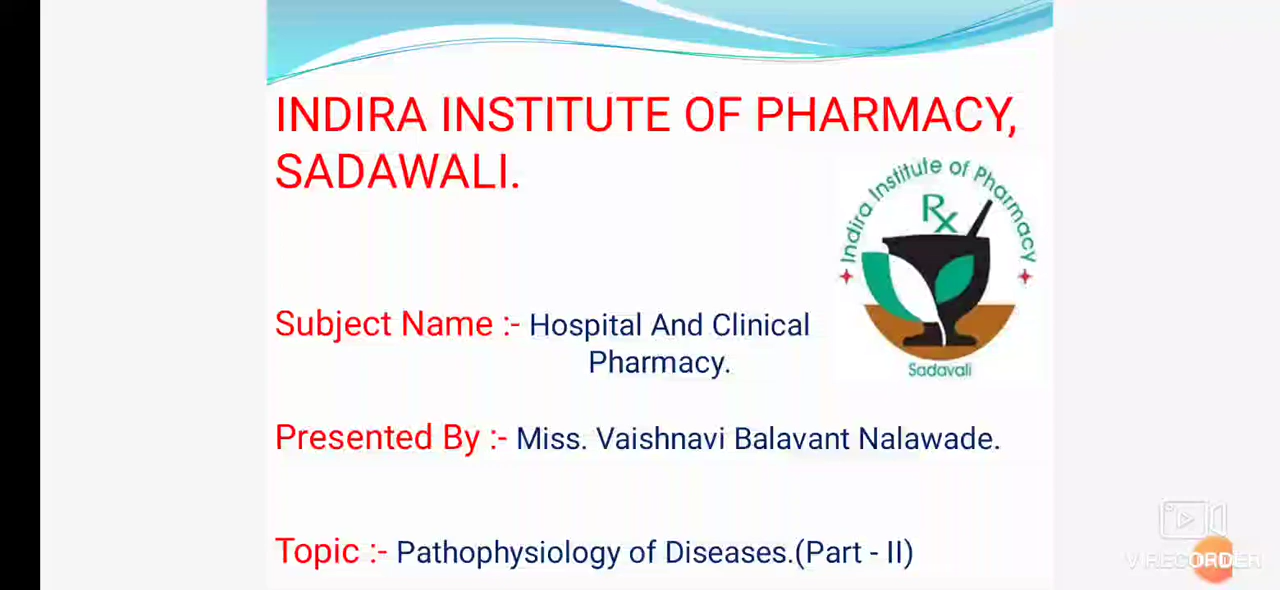 INDIRA INSTITUTE OF PHARMACY,
SADAWALI.
Indira Institute of Pharmacy
Rx
Sadavali
Subject Name :- Hospital And Clinical
Pharmacy.
Presented By :- Miss. Vaishnavi Balavant Nalawade.
Topic :- Pathophysiology of Diseases.(Part - II)
V RECORDER